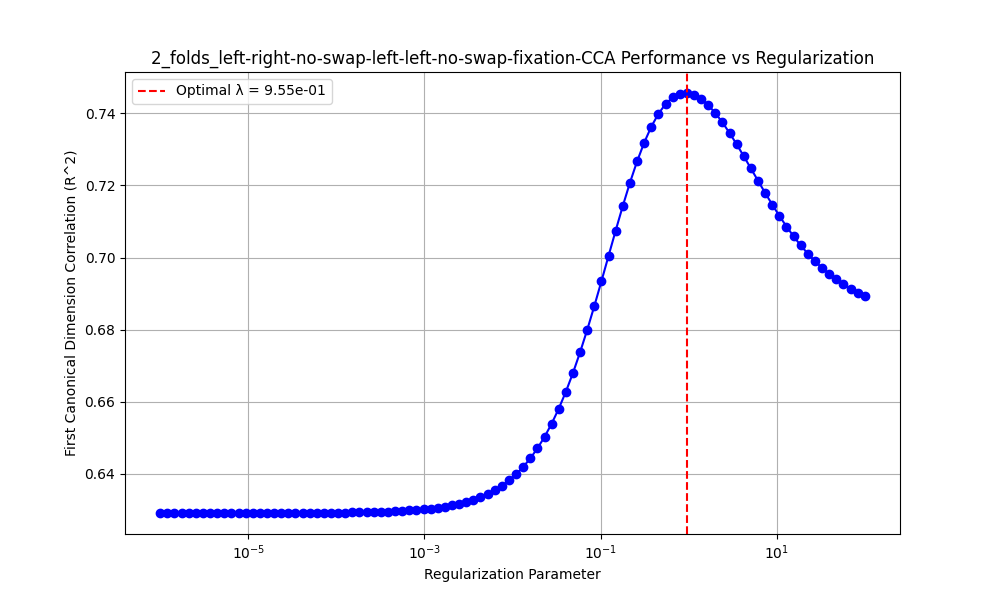 2_folds_left-right-no-swap-left-left-no-swap-fixation-CCA Performance vs Regularization
Optimal λ = 9.55e-01
First Canonical Dimension Correlation (R^2)
0.74
0.72
0.70
0.68
0.66
0.64
10⁻⁵ 10⁻³ 10⁻¹ 10¹
Regularization Parameter